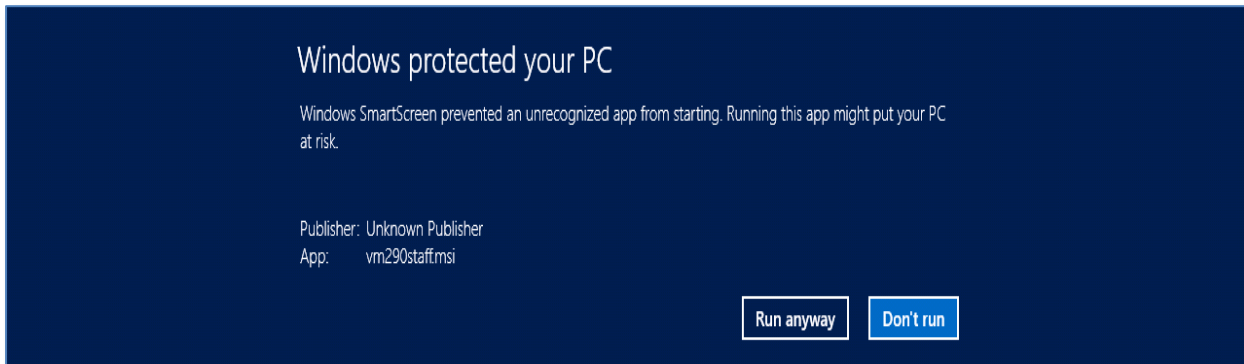 Windows protected your PC
Windows SmartScreen prevented an unrecognized app from starting. Running this app might put your PC
at risk.
Publisher: Unknown Publisher
App: vm290staff.msi
Run anyway
Don't run